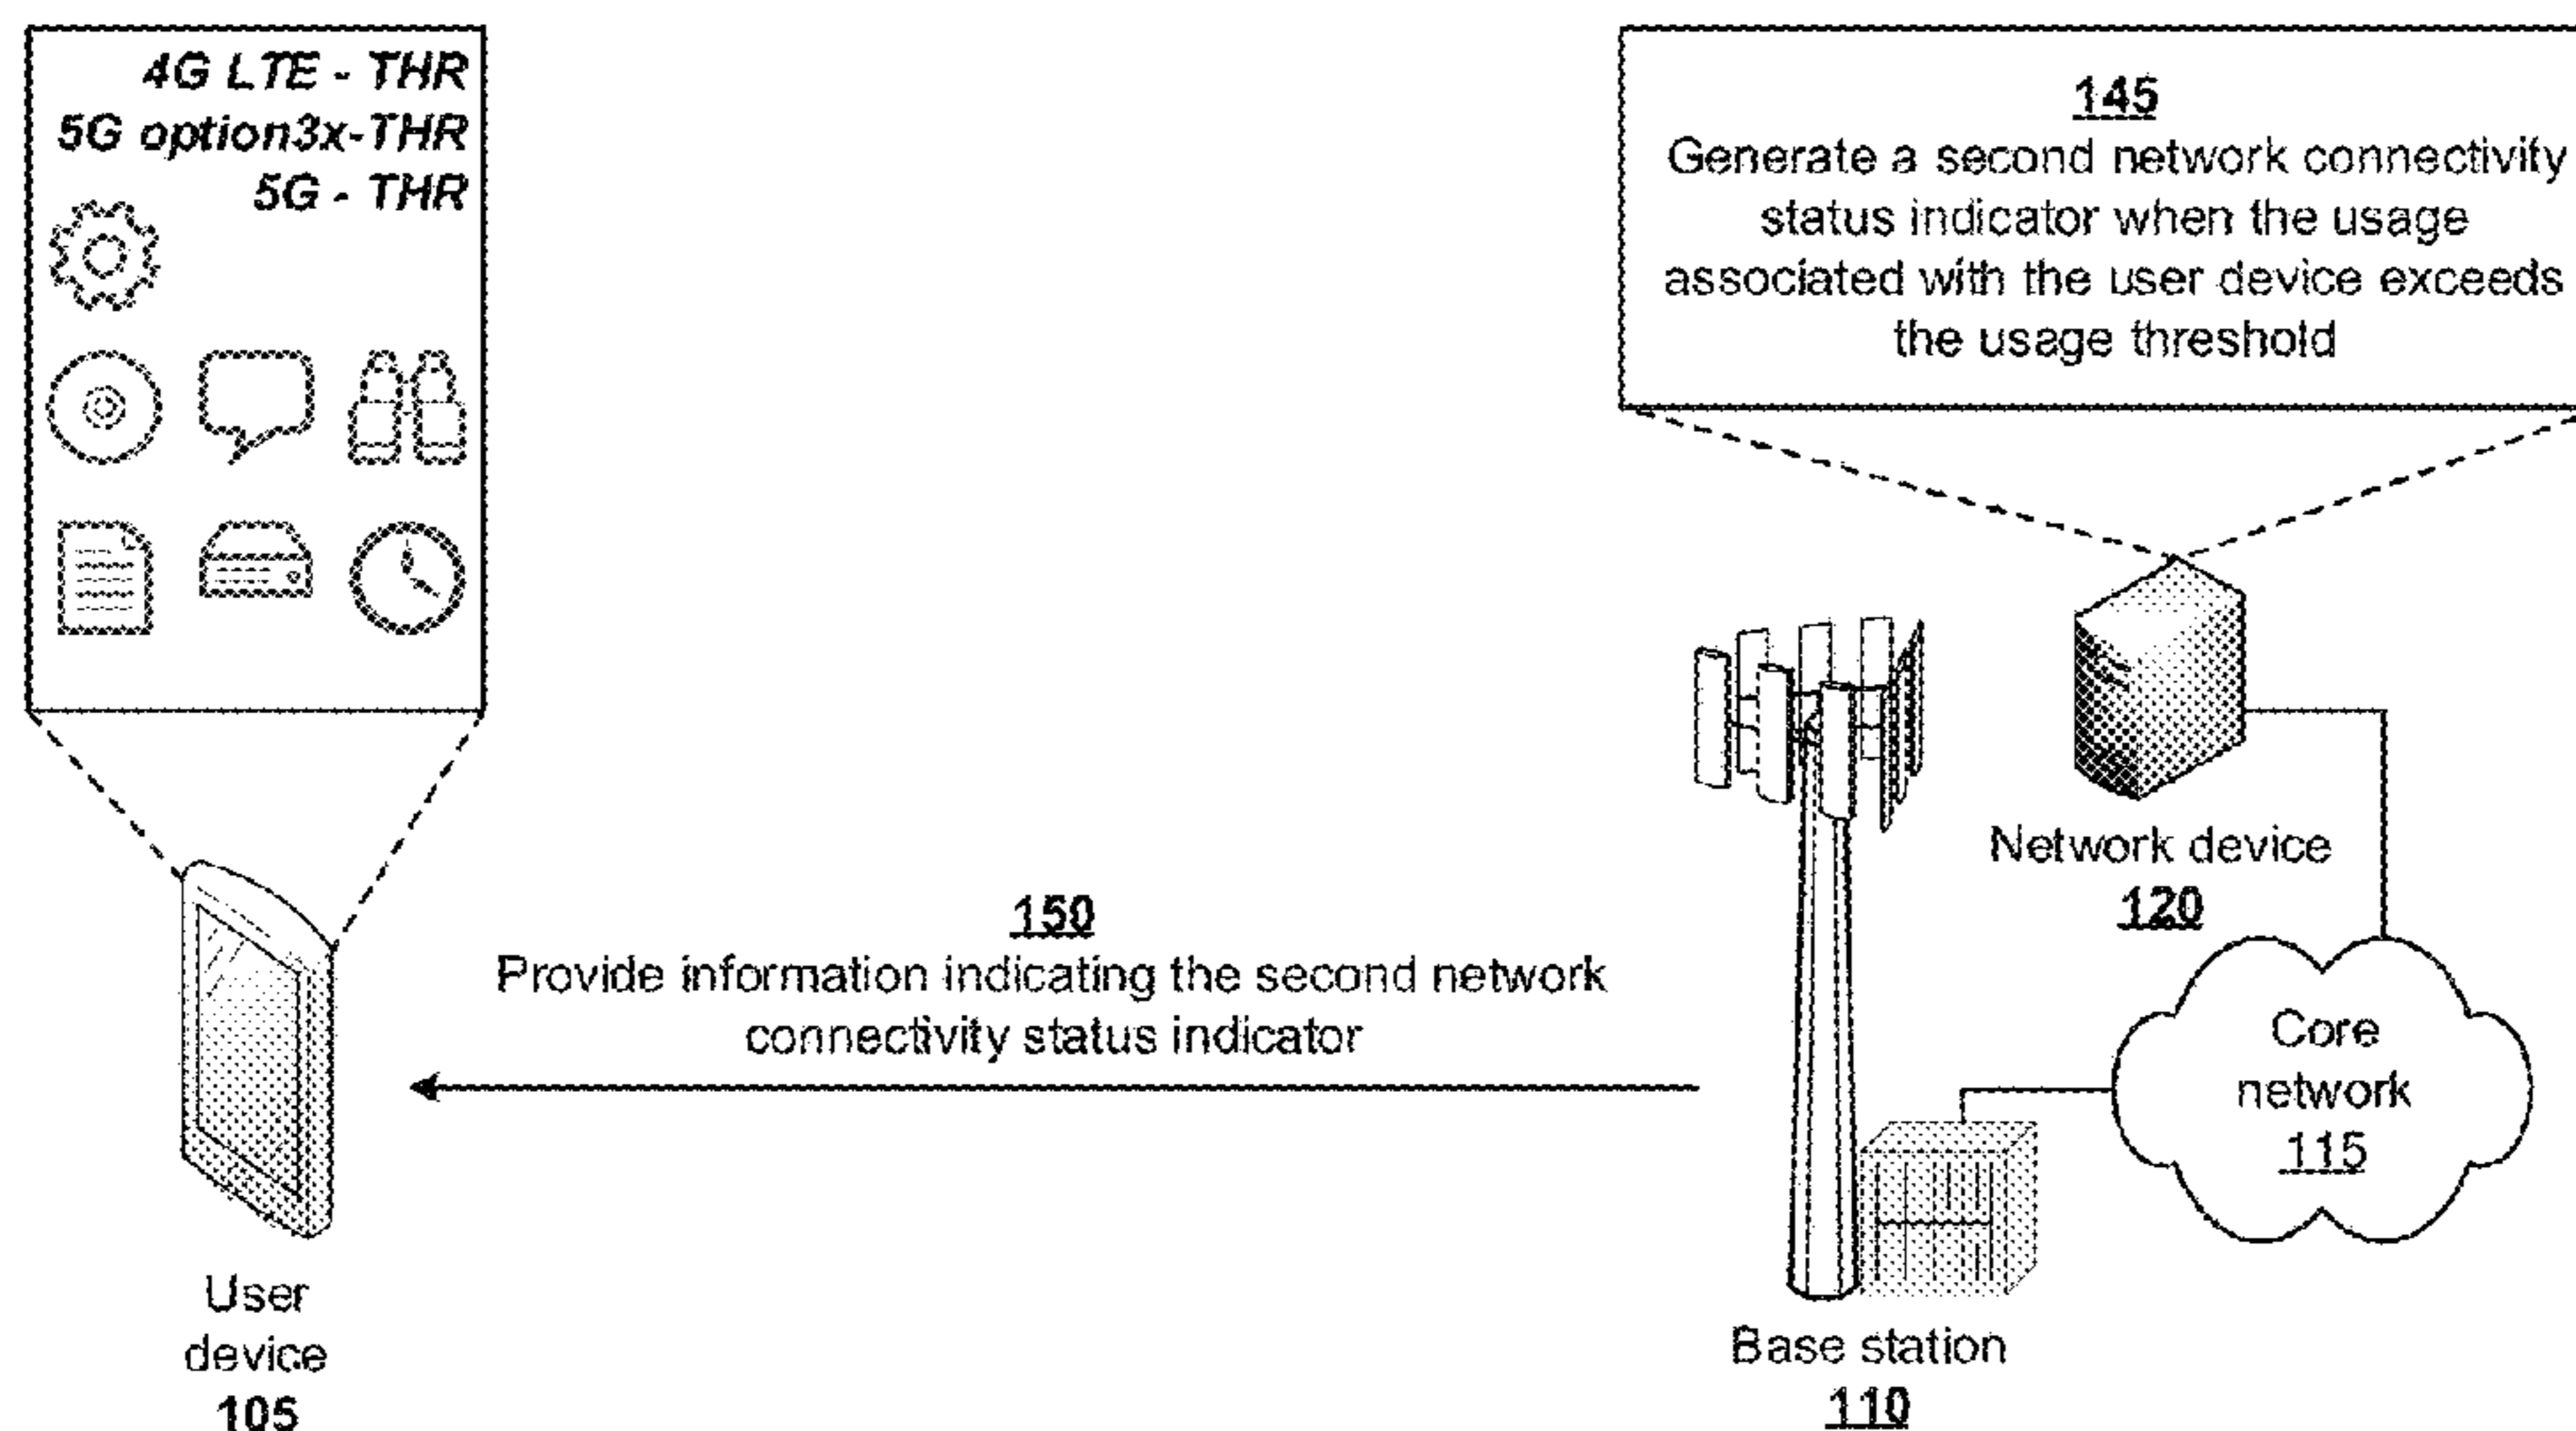 4G LTE - THR
5G option3x-THR
5G - THR
145
Generate a second network connectivity
status indicator when the usage
associated with the user device exceeds
the usage threshold
Network device
120
150
Provide information indicating the second network
connectivity status indicator
Core
network
115
User
device
105
Base station
110